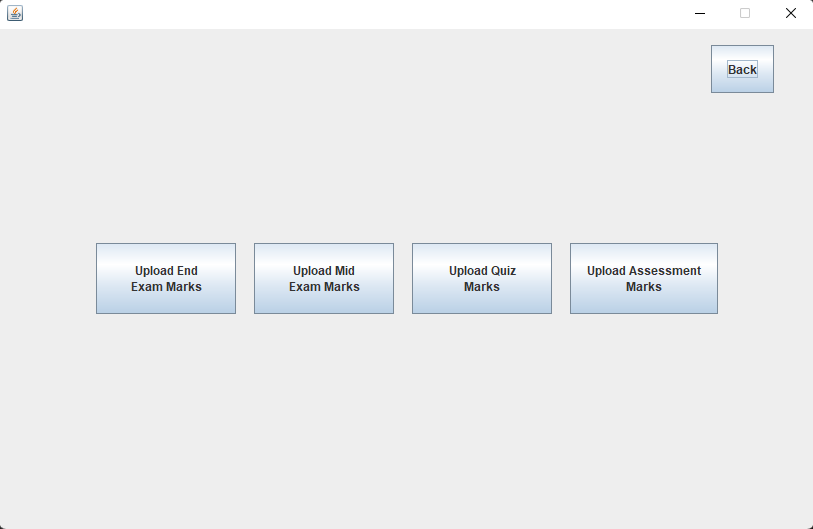 Back
Upload End
Exam Marks
Upload Mid
Exam Marks
Upload Quiz
Marks
Upload Assessment
Marks